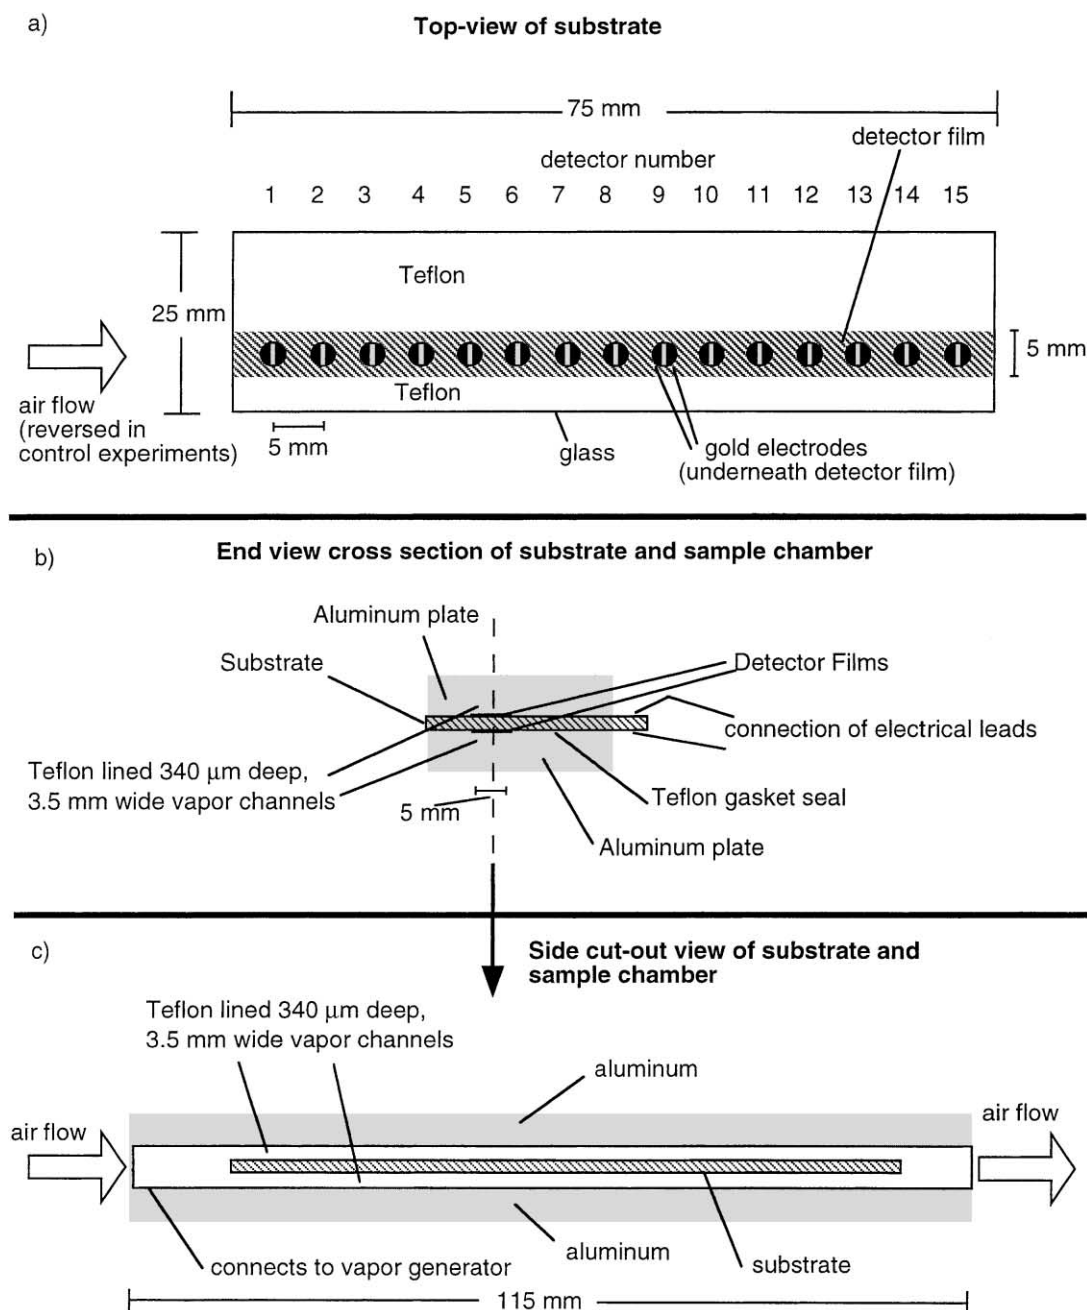 a)
Top-view of substrate
75 mm
detector film
detector number
1 2 3 4 5 6 7 8 9 10 11 12 13 14 15
Teflon
25 mm
5 mm
Teflon
air flow
(reversed in
control experiments)
5 mm
glass
gold electrodes
(underneath detector film)
b)
End view cross section of substrate and sample chamber
Aluminum plate
Substrate
Detector Films
connection of electrical leads
Teflon lined 340 μm deep,
3.5 mm wide vapor channels
5 mm
Teflon gasket seal
Aluminum plate
c)
Side cut-out view of substrate and
sample chamber
Teflon lined 340 μm deep,
3.5 mm wide vapor channels
aluminum
air flow
air flow
aluminum
substrate
connects to vapor generator
115 mm